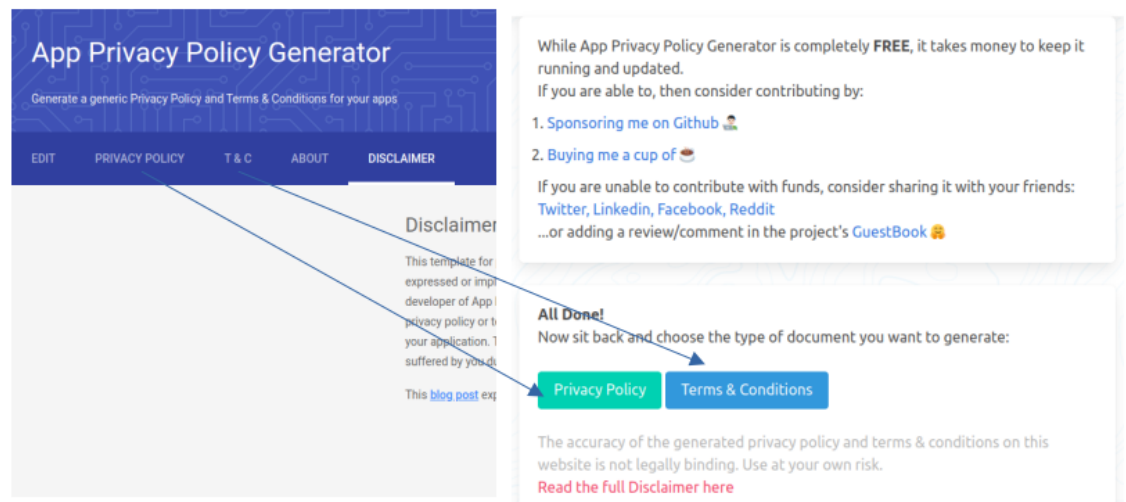 App Privacy Policy Generator
Generate a generic Privacy Policy and Terms & Conditions for your apps
EDIT PRIVACY POLICY T & C ABOUT DISCLAIMER
Disclaimer
This template for
expressed or impl
developer of App
privacy policy or t
your application. T
suffered by you du
This blog post exp
While App Privacy Policy Generator is completely FREE, it takes money to keep it
running and updated.
If you are able to, then consider contributing by:
1. Sponsoring me on Github
2. Buying me a cup of
If you are unable to contribute with funds, consider sharing it with your friends:
Twitter, Linkedin, Facebook, Reddit
...or adding a review/comment in the project's GuestBook
All Done!
Now sit back and choose the type of document you want to generate:
Privacy Policy Terms & Conditions
The accuracy of the generated privacy policy and terms & conditions on this
website is not legally binding. Use at your own risk.
Read the full Disclaimer here